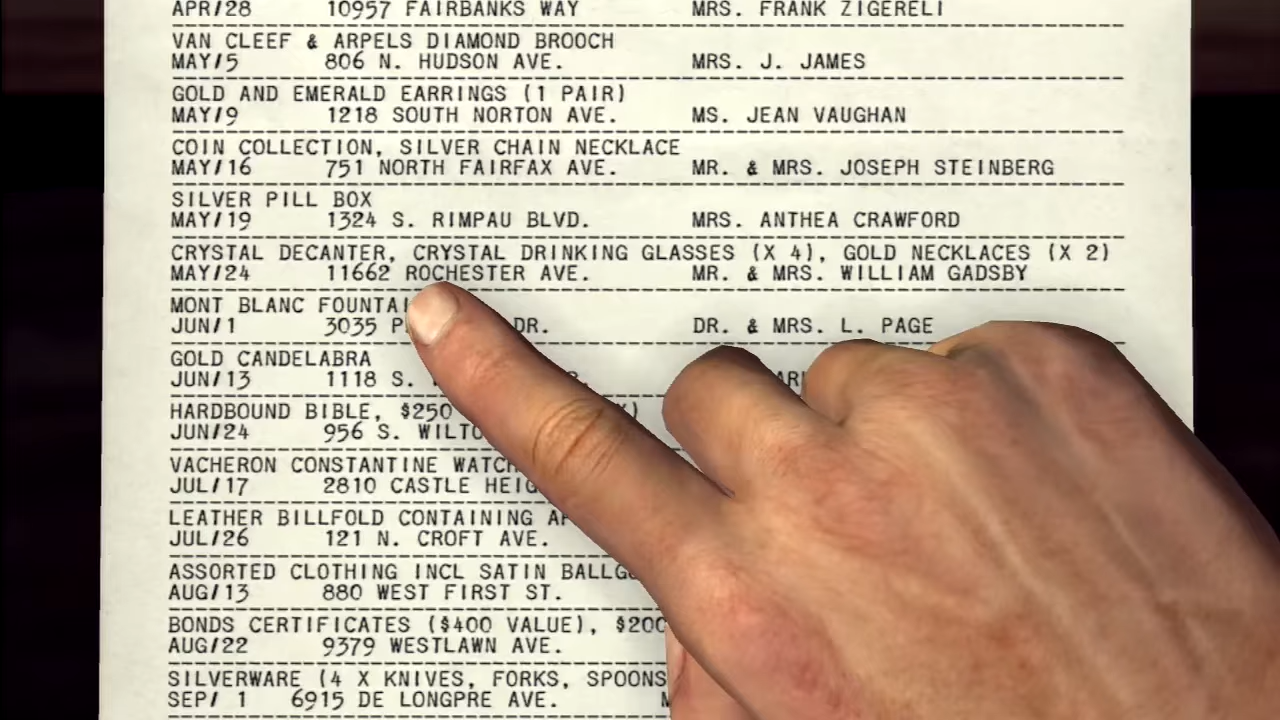 APR/28 10957 FAIRBANKS WAY MRS. FRANK ZIGERELI
VAN CLEEF & ARPELS DIAMOND BROOCH
MAY/5 806 N. HUDSON AVE. MRS. J. JAMES
GOLD AND EMERALD EARRINGS (1 PAIR)
MAY/9 1218 SOUTH NORTON AVE. MS. JEAN VAUGHAN
COIN COLLECTION, SILVER CHAIN NECKLACE
MAY/16 751 NORTH FAIRFAX AVE. MR. & MRS. JOSEPH STEINBERG
SILVER PILL BOX
MAY/19 1324 S. RIMPAU BLVD. MRS. ANTHEA CRAWFORD
CRYSTAL DECANTER, CRYSTAL DRINKING GLASSES (X 4), GOLD NECKLACES (X 2)
MAY/24 11662 ROCHESTER AVE. MR. & MRS. WILLIAM GADSBY
MONT BLANC
JUN/1 3035 DR. DR. & MRS. L. PAGE
GOLD CANDELABRA
JUN/13 1118 S.
HARDBOUND BIBLE, $250
JUN/24 956 S.
VACHERON CONSTANTINE WATCH
JUL/17 2810 CASTLE
LEATHER BILLFOLD CONTAINING
JUL/26 121 N. CROFT AVE.
ASSORTED CLOTHING INCL SATIN
AUG/13 880 WEST FIRST ST.
BONDS CERTIFICATES ($400 VALUE),
AUG/22 9379 WESTLAWN AVE.
SILVERWARE (4 X KNIVES, FORKS, SPOONS
SEP/ 1 6915 DE LONGPRE AVE.